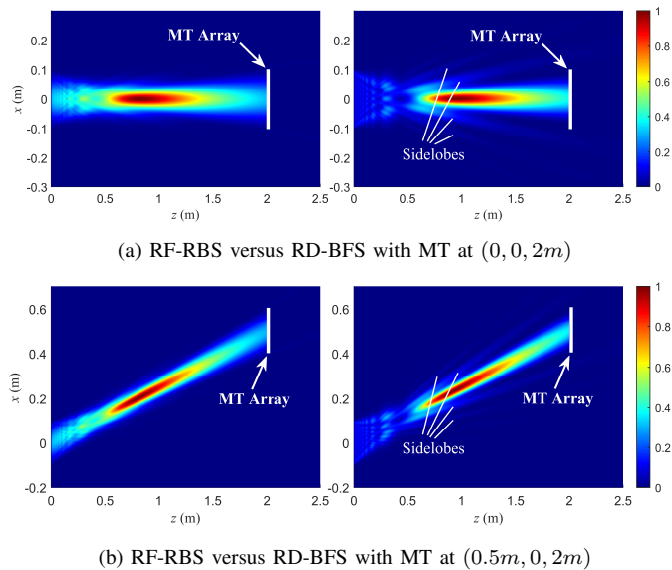 MT Array
MT Array
Sidelobes
x (m)
0.3
0.2
0.1
0
-0.1
-0.2
-0.3
0 0.5 1 1.5 2 2.5
0 0.5 1 1.5 2 2.5
z (m)
z (m)
1
0.8
0.6
0.4
0.2
0
(a) RF-RBS versus RD-BFS with MT at (0, 0, 2m)
MT Array
MT Array
Sidelobes
x (m)
0.6
0.4
0.2
0
-0.2
0 0.5 1 1.5 2 2.5
0 0.5 1 1.5 2 2.5
z (m)
z (m)
1
0.8
0.6
0.4
0.2
0
(b) RF-RBS versus RD-BFS with MT at (0.5m, 0, 2m)